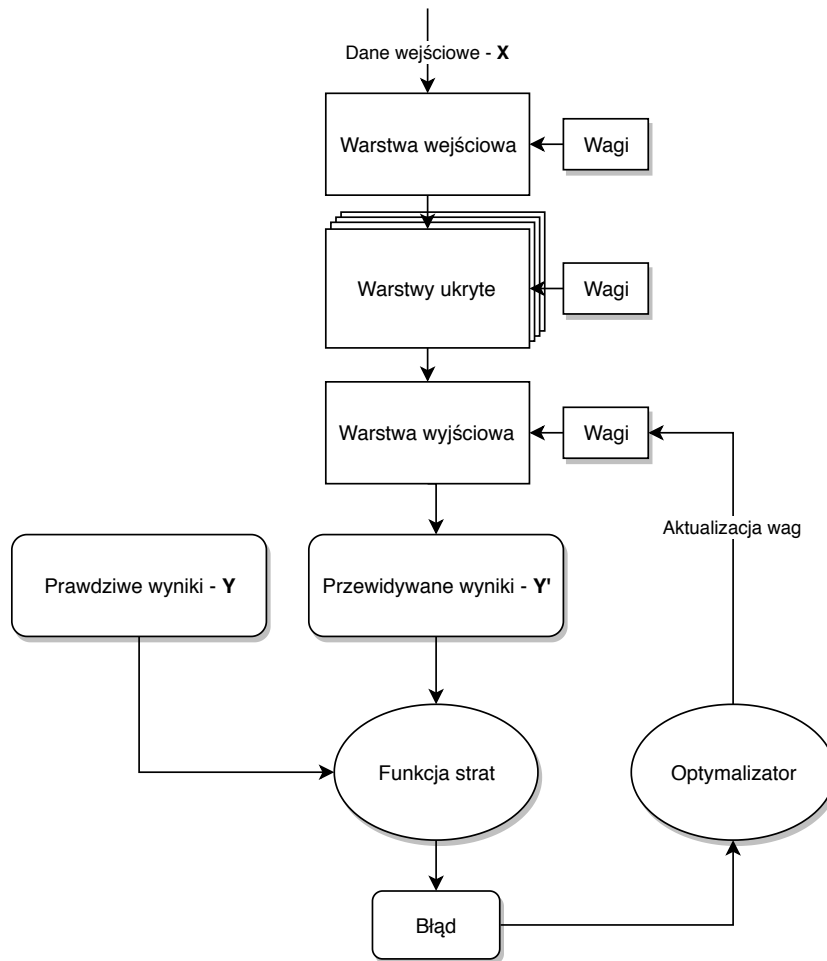 Dane wejściowe - X
Warstwa wejściowa
Wagi
Warstwy ukryte
Wagi
Warstwa wyjściowa
Wagi
Aktualizacja wag
Prawdziwe wyniki - Y
Przewidywane wyniki - Y'
Funkcja strat
Optymalizator
Błąd